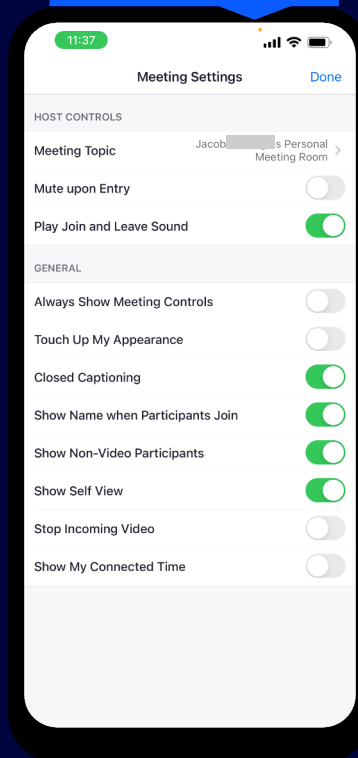 11:37
Meeting Settings Done
HOST CONTROLS
Meeting Topic Jacob s Personal
Meeting Room
Mute upon Entry
Play Join and Leave Sound
GENERAL
Always Show Meeting Controls
Touch Up My Appearance
Closed Captioning
Show Name when Participants Join
Show Non-Video Participants
Show Self View
Stop Incoming Video
Show My Connected Time